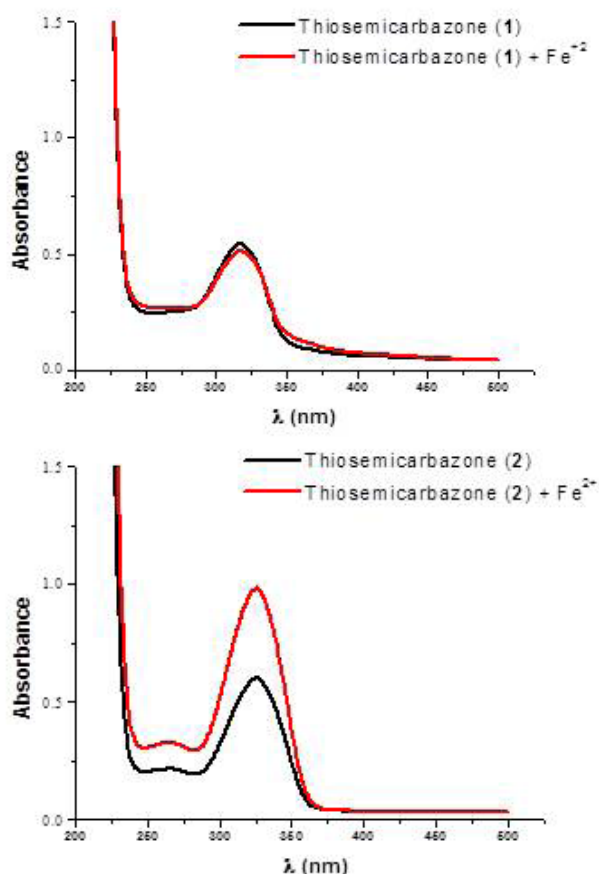 Thiosemicarbazone (1)
Thiosemicarbazone (1) + Fe⁺²
1.5
1.0
0.5
0.0
Absorbance
200 250 300 350 400 450 500
λ (nm)
Thiosemicarbazone (2)
Thiosemicarbazone (2) + Fe²⁺
1.5
1.0
0.5
0.0
Absorbance
200 250 300 350 400 450 500
λ (nm)